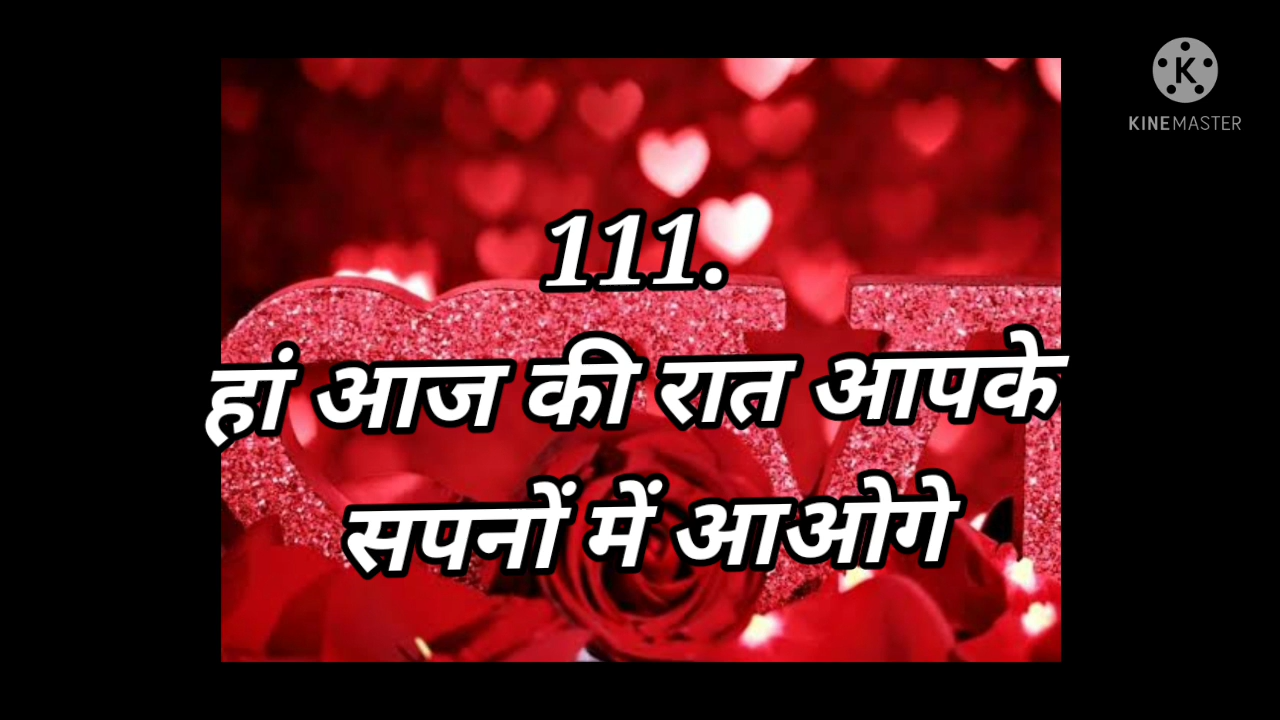 KINEMASTER
111.
हां आज की रात आपके
सपनों में आओगे